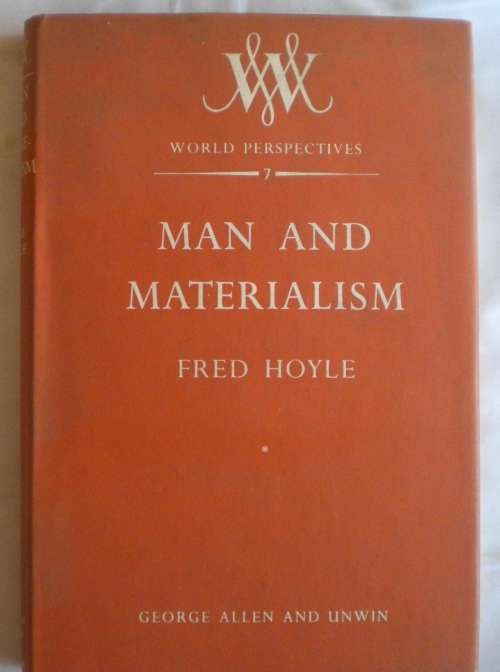 WORLD PERSPECTIVES
7
MAN AND
MATERIALISM
FRED HOYLE
GEORGE ALLEN AND UNWIN